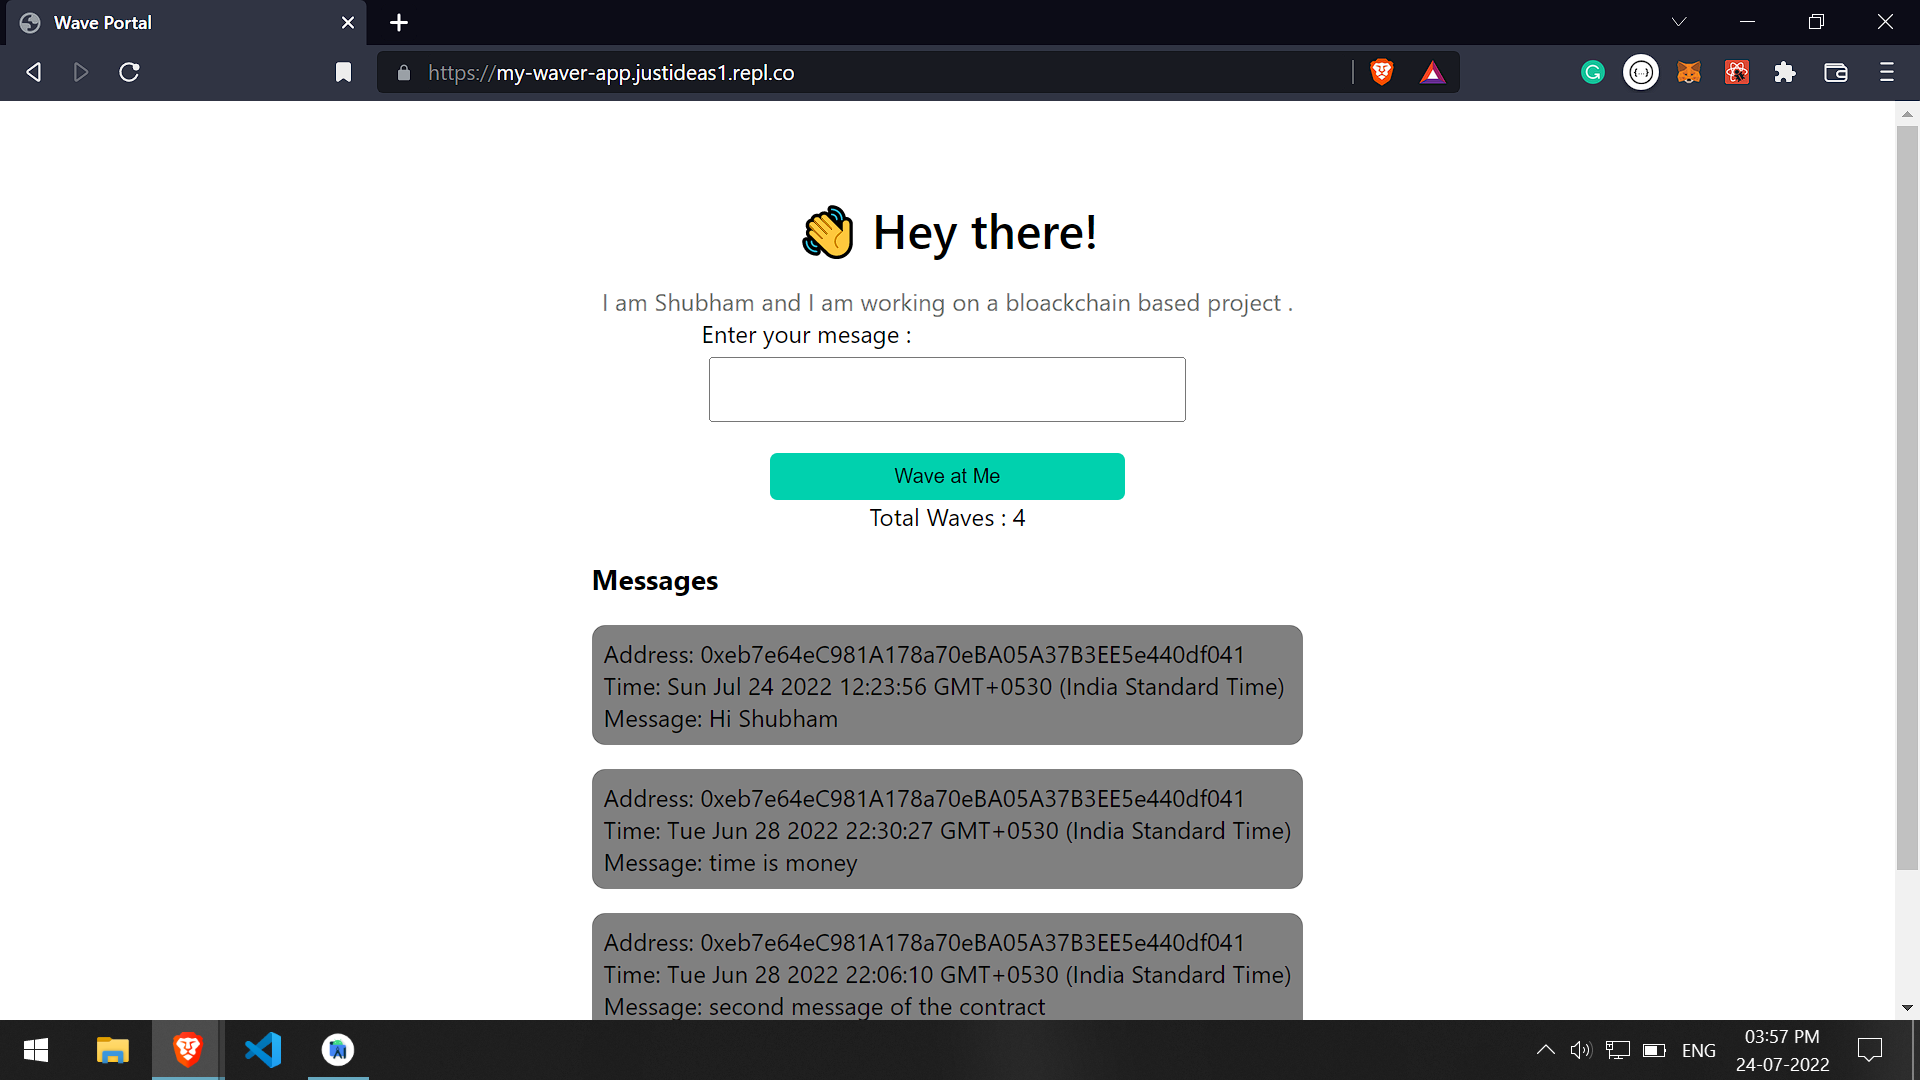 Wave Portal
https://my-waver-app.justideas1.repl.co
Hey there!
I am Shubham and I am working on a bloackchain based project .
Enter your mesage :
Wave at Me
Total Waves : 4
Messages
Address: 0xeb7e64eC981A178a70eBA05A37B3EE5e440df041
Time: Sun Jul 24 2022 12:23:56 GMT+0530 (India Standard Time)
Message: Hi Shubham
Address: 0xeb7e64eC981A178a70eBA05A37B3EE5e440df041
Time: Tue Jun 28 2022 22:30:27 GMT+0530 (India Standard Time)
Message: time is money
Address: 0xeb7e64eC981A178a70eBA05A37B3EE5e440df041
Time: Tue Jun 28 2022 22:06:10 GMT+0530 (India Standard Time)
Message: second message of the contract
ENG
03:57 PM
24-07-2022